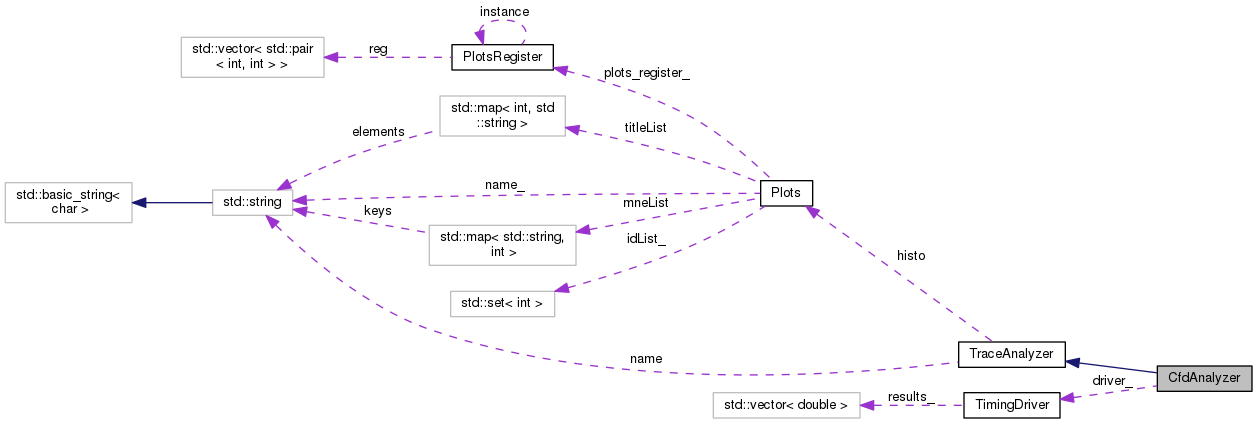 instance
std::vector< std::pair
< int, int > >
reg
PlotsRegister
plots_register_
std::map< int, std
::string >
elements
titleList
std::basic_string<
char >
std::string
name_
Plots
keys
mneList
std::map< std::string,
int >
idList_
histo
std::set< int >
name
TraceAnalyzer
CfdAnalyzer
driver_
std::vector< double >
results_
TimingDriver